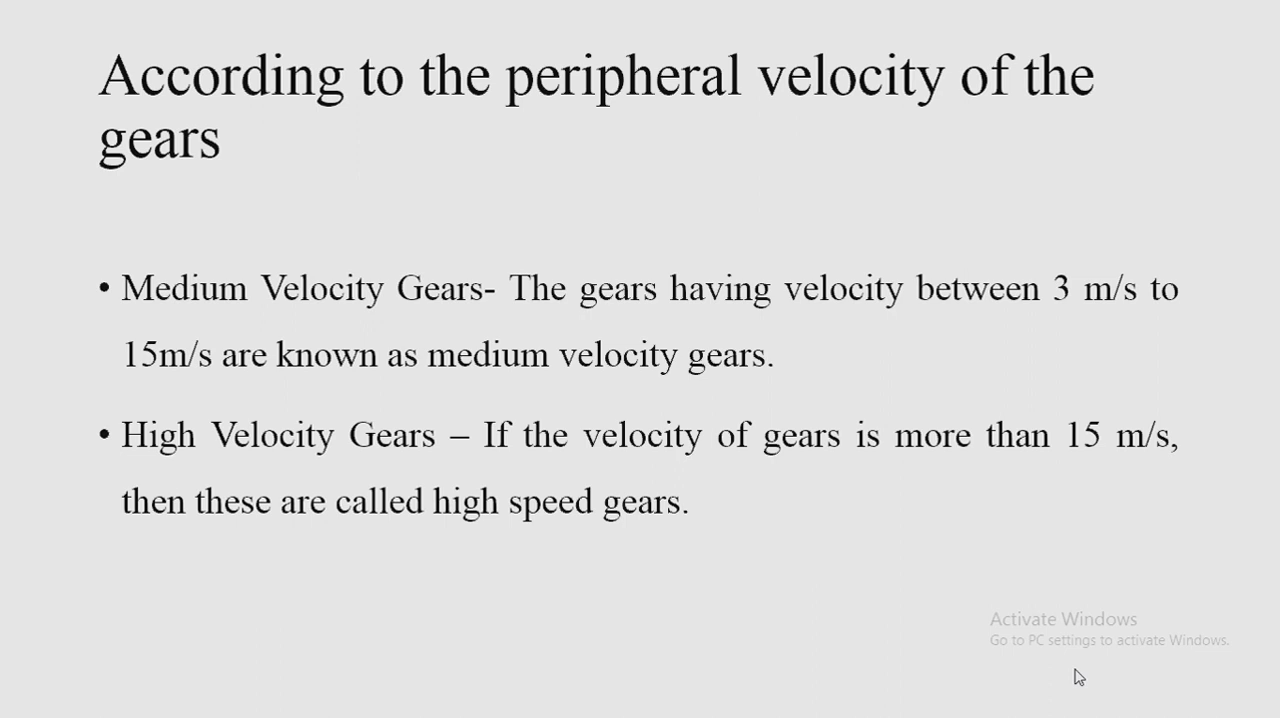 According to the peripheral velocity of the
gears
• Medium Velocity Gears- The gears having velocity between 3 m/s to
15m/s are known as medium velocity gears.
• High Velocity Gears – If the velocity of gears is more than 15 m/s,
then these are called high speed gears.
Activate Windows
Go to PC settings to activate Windows.